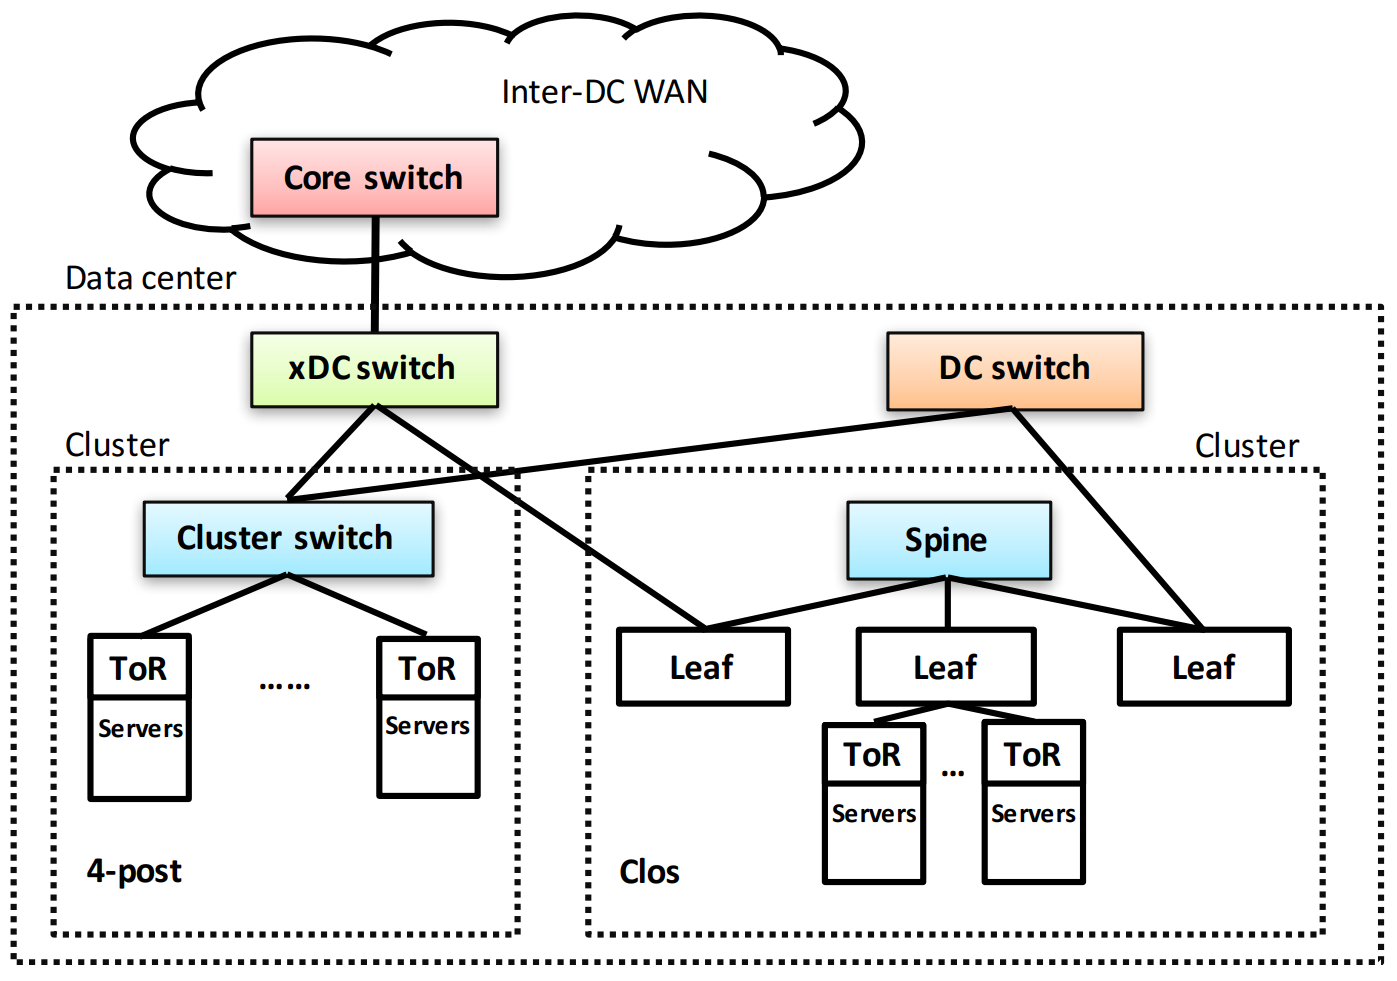 Inter-DC WAN
Core switch
Data center
xDC switch
DC switch
Cluster
Cluster
Cluster switch
Spine
ToR
……
ToR
Leaf
Leaf
Leaf
Servers
Servers
ToR
...
ToR
Servers
Servers
4-post
Clos